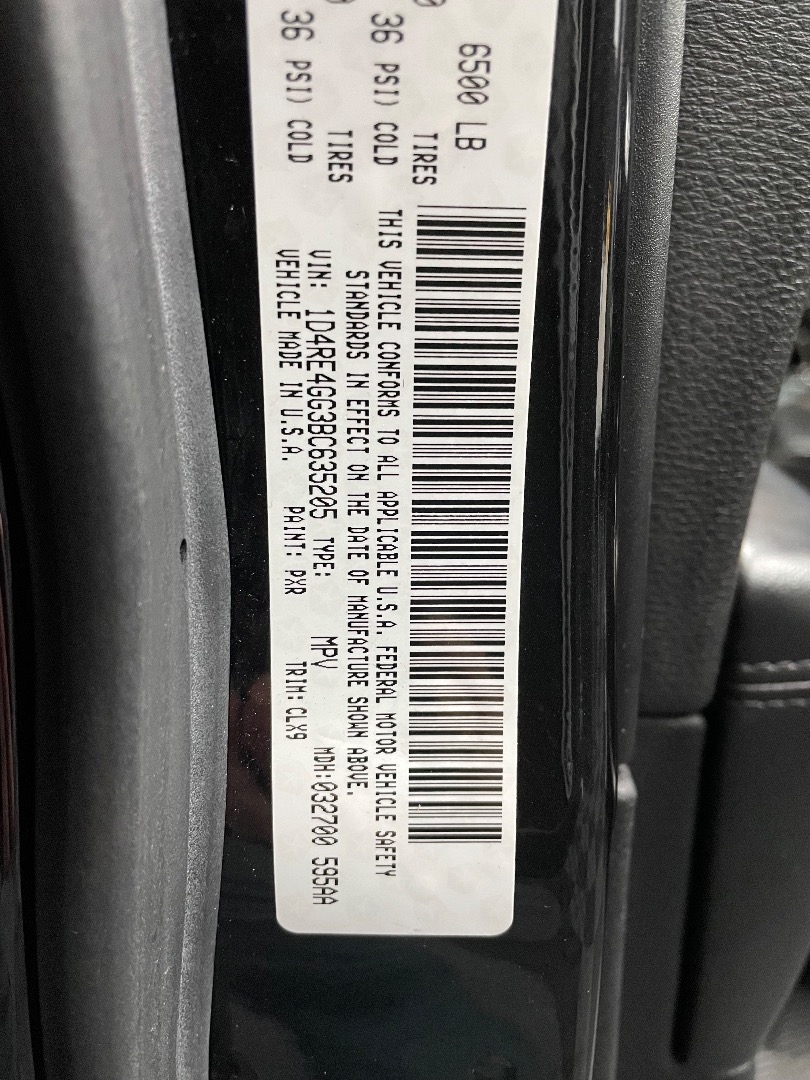 6500 LB
TIRES
36 PSI) COLD
TIRES
36 PSI) COLD
THIS VEHICLE CONFORMS TO ALL APPLICABLE U.S.A. FEDERAL MOTOR VEHICLE SAFETY
STANDARDS IN EFFECT ON THE DATE OF MANUFACTURE SHOWN ABOVE.
VIN: 1D4RE4GG3BC635205 TYPE: MPV MDH:032700 595AA
VEHICLE MADE IN U.S.A. PAINT: PXR TRIM:CLX9